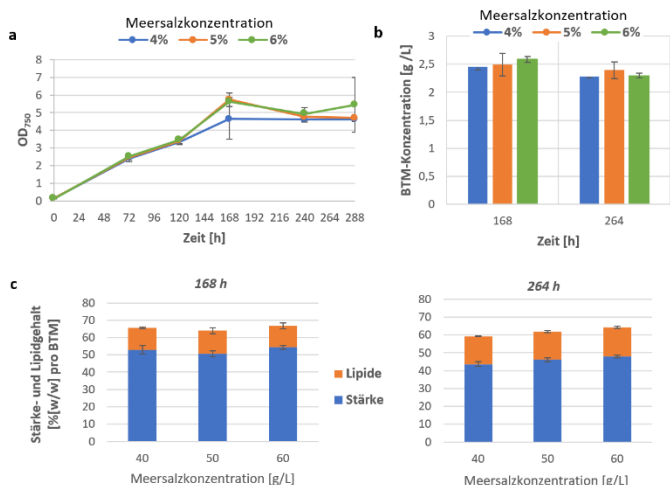 Meersalzkonzentration
a
4% 5% 6%
8
7
6
5
4
3
2
1
0
OD750
0 24 48 72 96 120 144 168 192 216 240 264 288
Zeit [h]
Meersalzkonzentration
b
4% 5% 6%
3
2,5
2
1,5
1
0,5
0
BTM-Konzentration [g /L]
168 264
Zeit [h]
c
168 h
80
70
60
50
40
30
20
10
0
Stärke- und Lipidgehalt
[%[w/w] pro BTM]
40 50 60
Meersalzkonzentration [g/L]
Lipide
Stärke
264 h
80
70
60
50
40
30
20
10
0
40 50 60
Meersalzkonzentration [g/L]